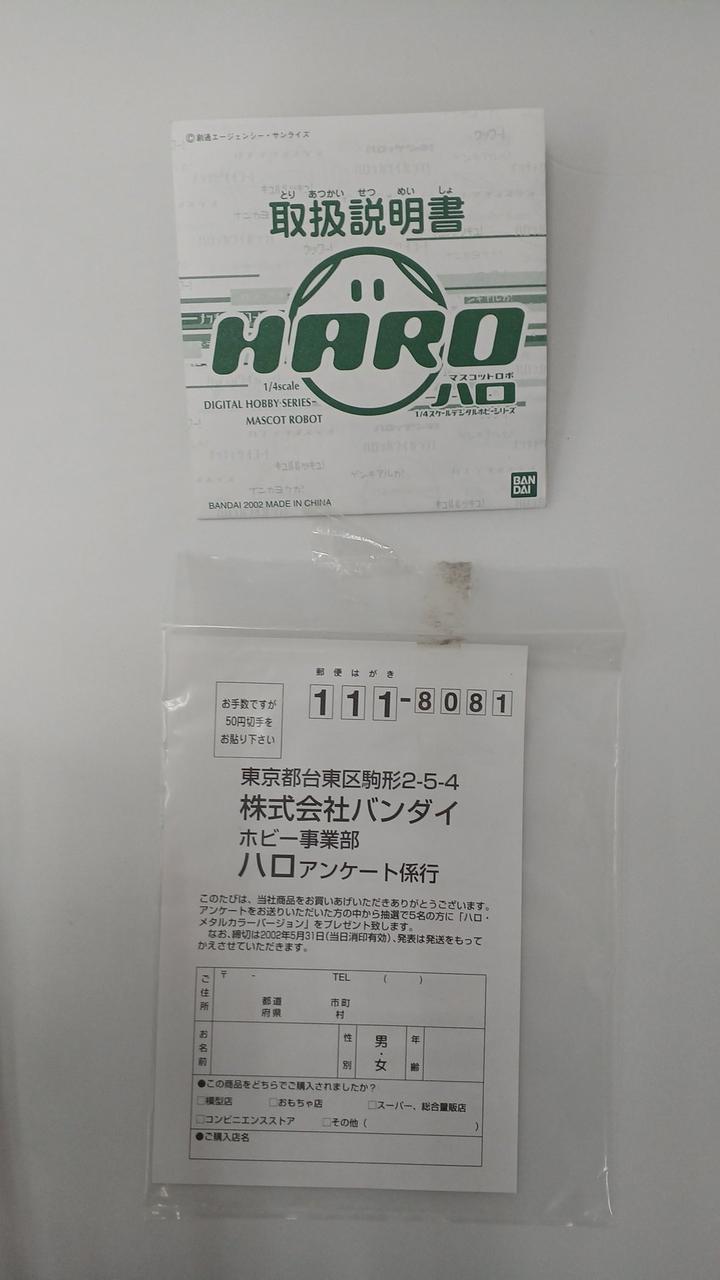 ©創通エージェンシー・サンライズ
とり あつかい せつ めい しょ
取扱説明書
HARO
マスコットロボ
ハロ
1/4スケールデジタルホビーシリーズ
1/4scale
DIGITAL HOBBY SERIES
MASCOT ROBOT
キュルルッキュ!
ゲンキアルカ!
BAN
DAI
BANDAI 2002 MADE IN CHINA
郵便はがき
111-8081
お手数ですが
50円切手を
お貼り下さい
東京都台東区駒形2-5-4
株式会社バンダイ
ホビー事業部
ハロアンケート係行
このたびは、当社商品をお買いあげいただきありがとうございます。
アンケートをお送りいただいた方の中から抽選で5名の方に「ハロ・
メタルカラーバージョン」をプレゼント致します。
なお、締切は2002年5月31日(当日消印有効)、発表は発送をもって
かえさせていただきます。
ご住所 〒 - TEL ( )
都道 市町
府県 村
お名前 性別 男・女 年齢
●この商品をどちらでご購入されましたか?
□模型店 □おもちゃ店 □スーパー、総合量販店
□コンビニエンスストア □その他( )
●ご購入店名